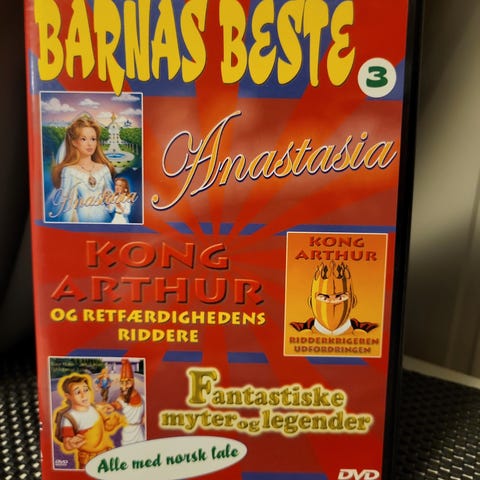 BARNAS BESTE
3
Anastasia
Anastasia
KONG
ARTHUR
OG RETFÆRDIGHEDENS
RIDDERE
KONG
ARTHUR
RIDDERKRIGEREN
UDFORDRINGEN
Fantastiske
myter og legender
Alle med norsk tale
DVD
DVD